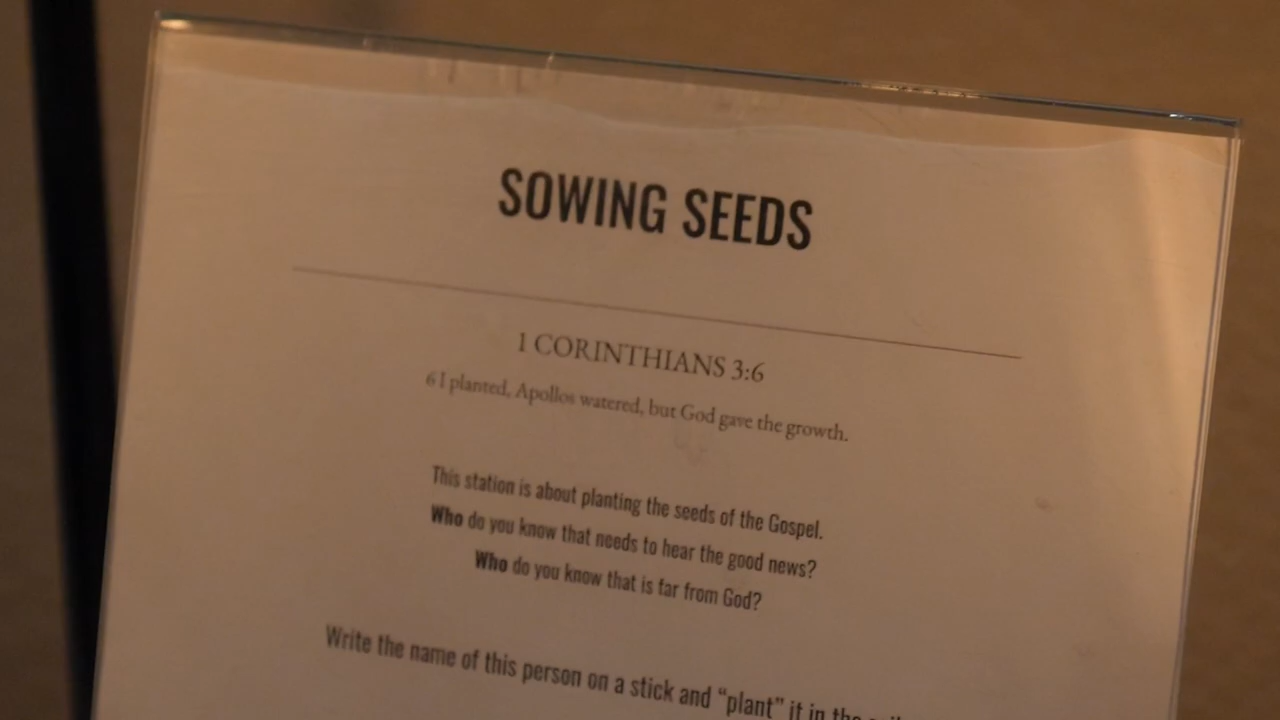 SOWING SEEDS
1 CORINTHIANS 3:6
6 I planted, Apollos watered, but God gave the growth.
This station is about planting the seeds of the Gospel.
Who do you know that needs to hear the good news?
Who do you know that is far from God?
Write the name of this person on a stick and “plant” it in the